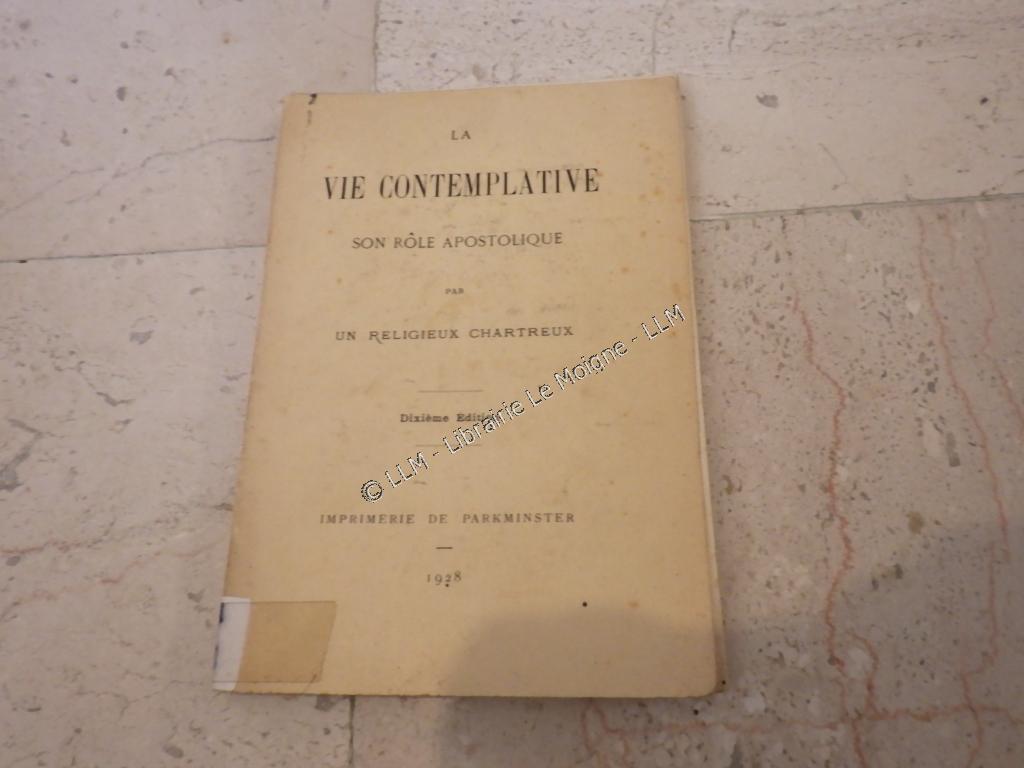 LA
VIE CONTEMPLATIVE
SON RÔLE APOSTOLIQUE
PAR
UN RELIGIEUX CHARTREUX
Dixième Edition
© LLM - Librairie Le Moigne - LLM
IMPRIMERIE DE PARKMINSTER
1928